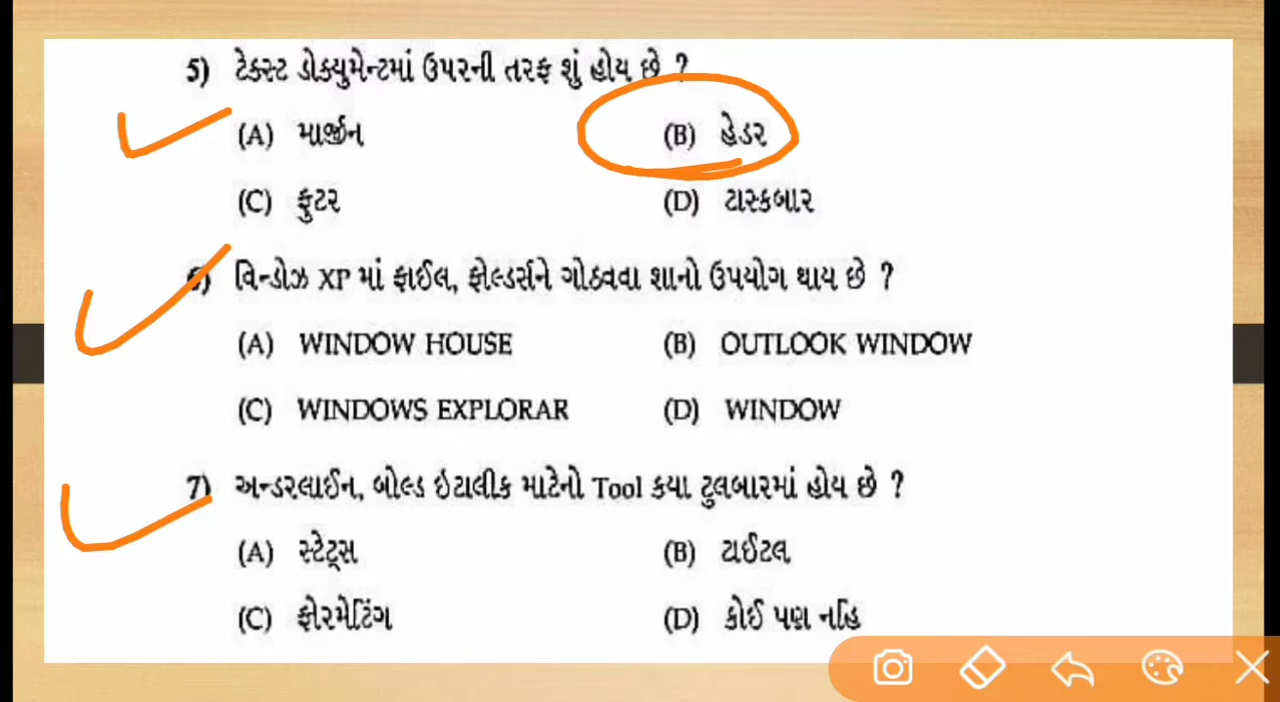 5) ટેક્સ્ટ ડોક્યુમેન્ટમાં ઉપરની તરફ શું હોય છે ?
(A) માર્જીન (B) હેડર
(C) ફુટર (D) ટાસ્કબાર
6) વિન્ડોઝ XP માં ફાઈલ, ફોલ્ડર્સને ગોઠવવા શાનો ઉપયોગ થાય છે ?
(A) WINDOW HOUSE (B) OUTLOOK WINDOW
(C) WINDOWS EXPLORAR (D) WINDOW
7) અન્ડરલાઈન, બોલ્ડ ઇટાલીક માટેનો Tool કયા ટુલબારમાં હોય છે ?
(A) સ્ટેટ્સ (B) ટાઈટલ
(C) ફોરમેટિંગ (D) કોઈ પણ નહિ